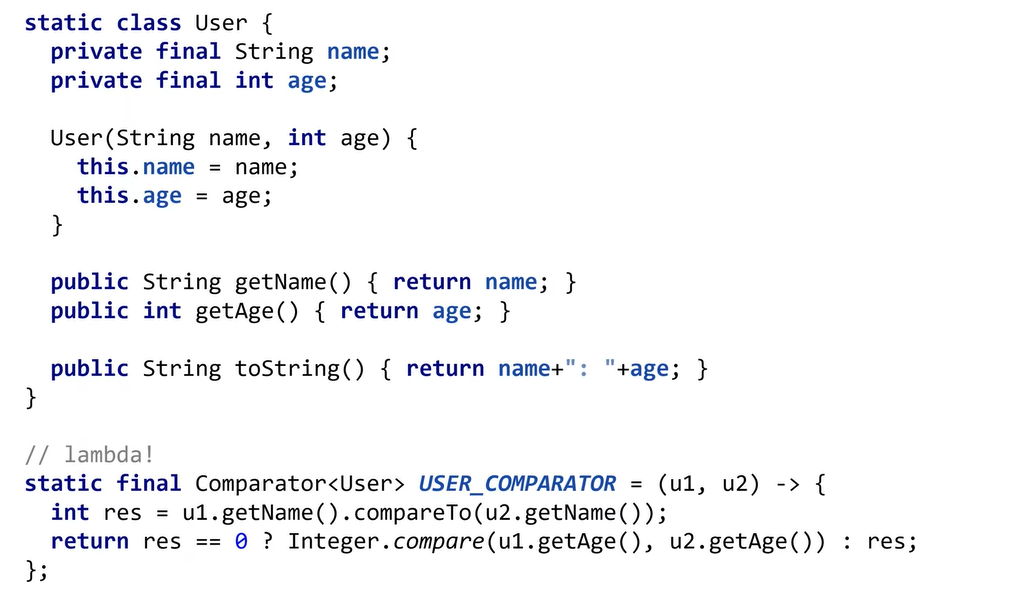 static class User {
  private final String name;
  private final int age;

  User(String name, int age) {
    this.name = name;
    this.age = age;
  }

  public String getName() { return name; }
  public int getAge() { return age; }

  public String toString() { return name+": "+age; }
}

// lambda!
static final Comparator<User> USER_COMPARATOR = (u1, u2) -> {
  int res = u1.getName().compareTo(u2.getName());
  return res == 0 ? Integer.compare(u1.getAge(), u2.getAge()) : res;
};